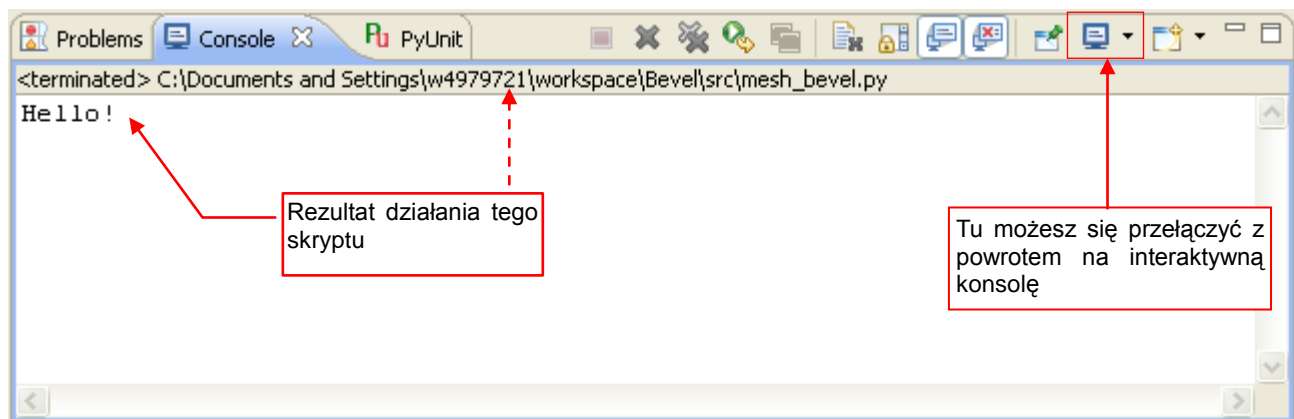 Problems Console Pu PyUnit
<terminated> C:\Documents and Settings\w4979721\workspace\Bevel\src\mesh_bevel.py
Hello!
Rezultat działania tego
skryptu
Tu możesz się przełączyć z
powrotem na interaktywną
konsolę